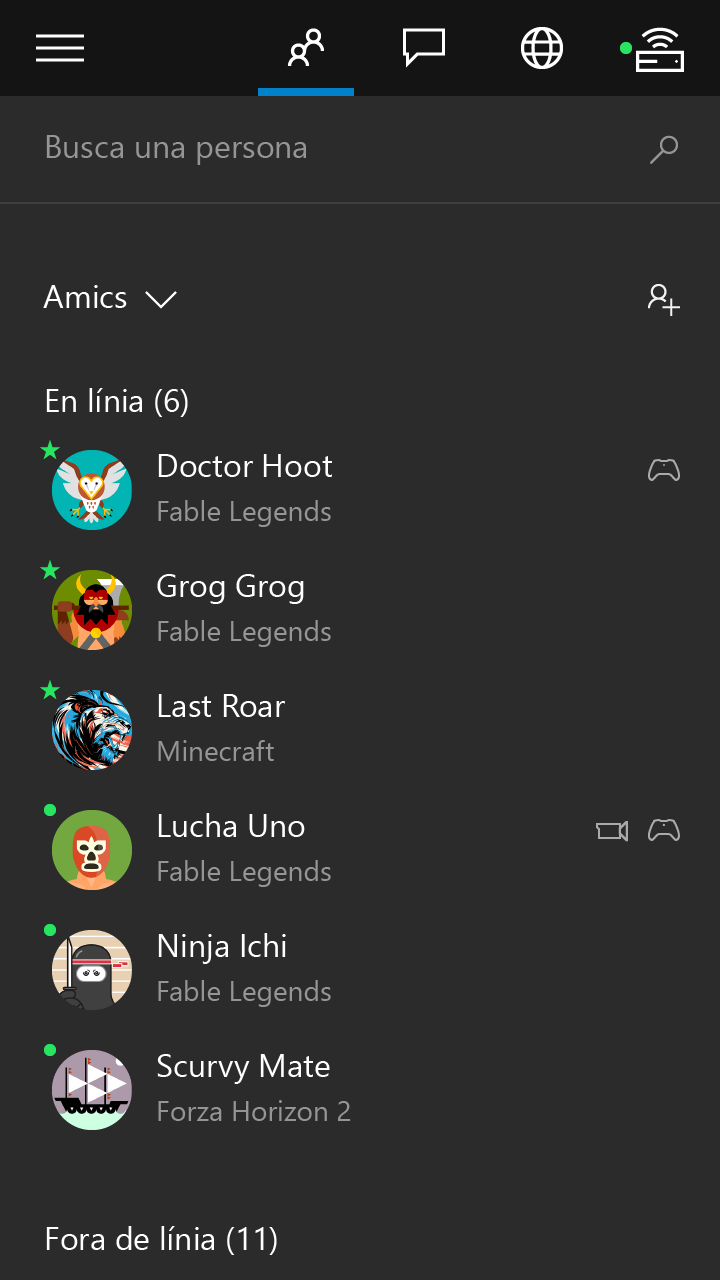 Busca una persona
Amics
En línia (6)
Doctor Hoot
Fable Legends
Grog Grog
Fable Legends
Last Roar
Minecraft
Lucha Uno
Fable Legends
Ninja Ichi
Fable Legends
Scurvy Mate
Forza Horizon 2
Fora de línia (11)